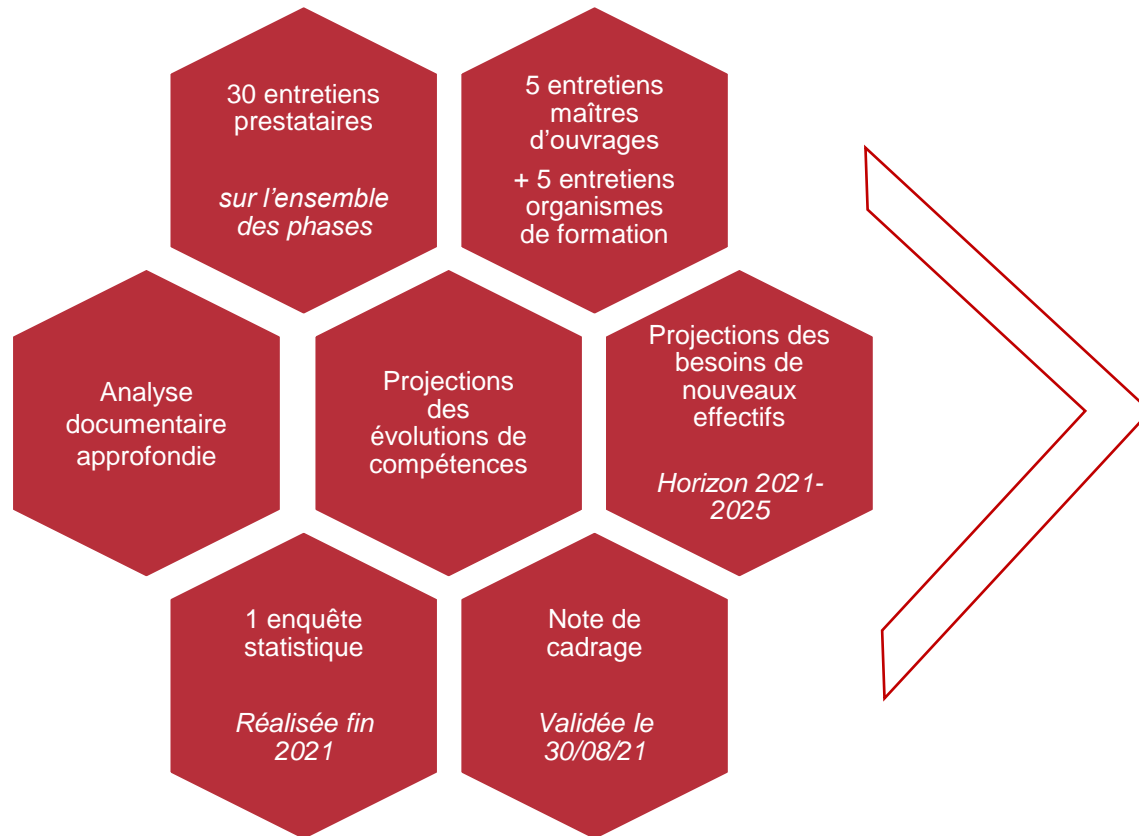 30 entretiens
prestataires
sur l’ensemble
des phases
5 entretiens
maîtres
d’ouvrages
+ 5 entretiens
organismes
de formation
Analyse
documentaire
approfondie
Projections
des
évolutions de
compétences
Projections des
besoins de
nouveaux
effectifs
Horizon 2021-
2025
1 enquête
statistique
Réalisée fin
2021
Note de
cadrage
Validée le
30/08/21